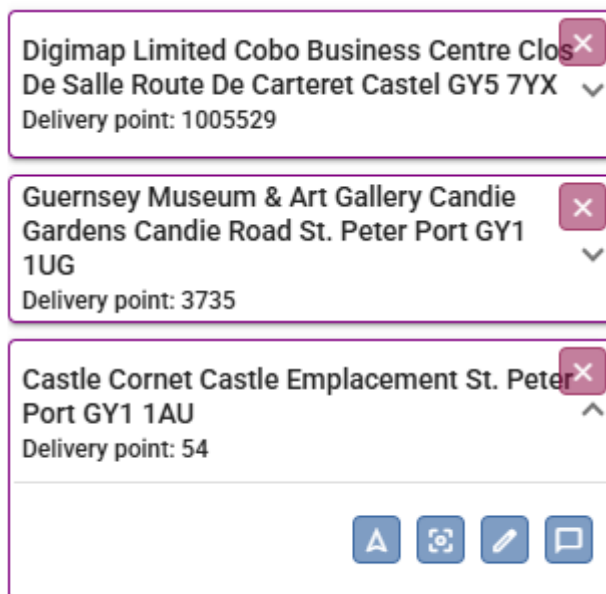 Digimap Limited Cobo Business Centre Clos
De Salle Route De Carteret Castel GY5 7YX
Delivery point: 1005529
Guernsey Museum & Art Gallery Candie
Gardens Candie Road St. Peter Port GY1
1UG
Delivery point: 3735
Castle Cornet Castle Emplacement St. Peter
Port GY1 1AU
Delivery point: 54